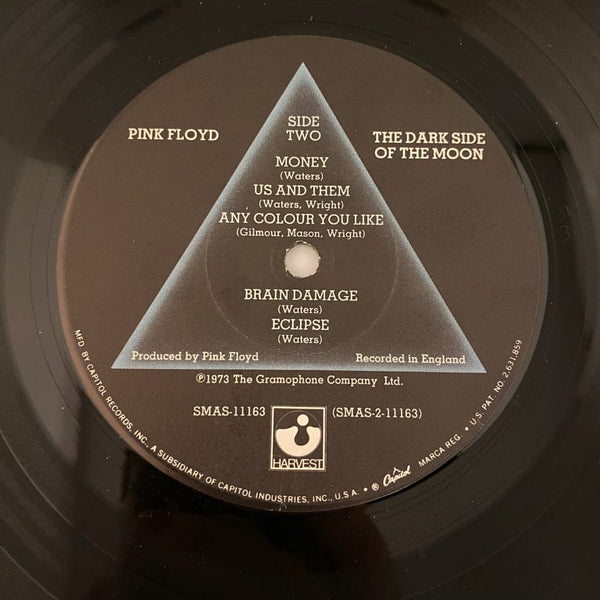 PINK FLOYD
SIDE
TWO
THE DARK SIDE
OF THE MOON
MONEY
(Waters)
US AND THEM
(Waters, Wright)
ANY COLOUR YOU LIKE
(Gilmour, Mason, Wright)
BRAIN DAMAGE
(Waters)
ECLIPSE
(Waters)
Produced by Pink Floyd
Recorded in England
℗1973 The Gramophone Company Ltd.
SMAS-11163
(SMAS-2-11163)
HARVEST
MFD. BY CAPITOL RECORDS, INC., A SUBSIDIARY OF CAPITOL INDUSTRIES, INC., U.S.A. • ® Capitol MARCA REG. • U.S. PAT. NO. 2,631,859